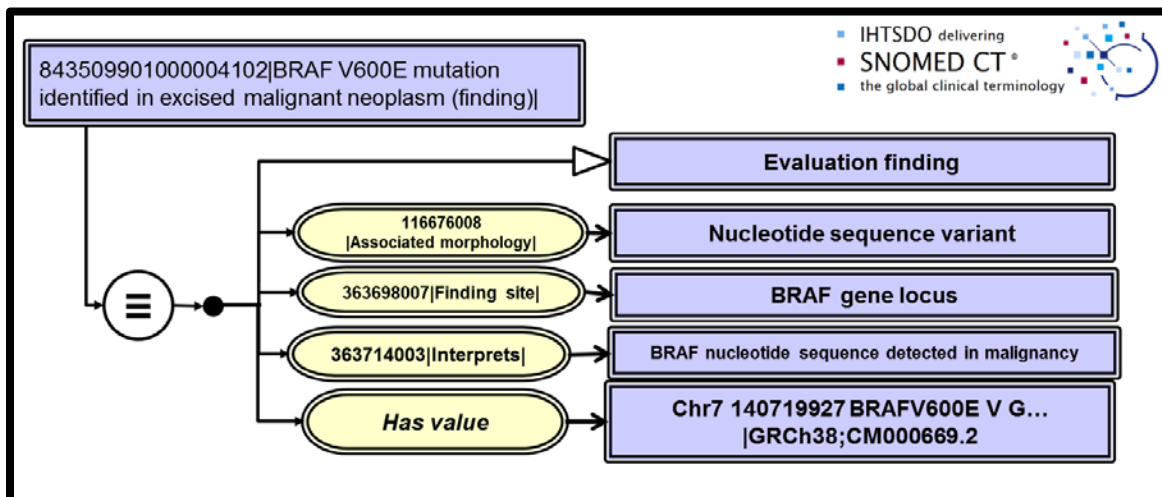 IHTSDO delivering
SNOMED CT ®
the global clinical terminology
843509901000004102|BRAF V600E mutation
identified in excised malignant neoplasm (finding)|
Evaluation finding
116676008
|Associated morphology|
Nucleotide sequence variant
363698007|Finding site|
BRAF gene locus
363714003|Interprets|
BRAF nucleotide sequence detected in malignancy
Has value
Chr7 140719927 BRAFV600E V G…
|GRCh38;CM000669.2